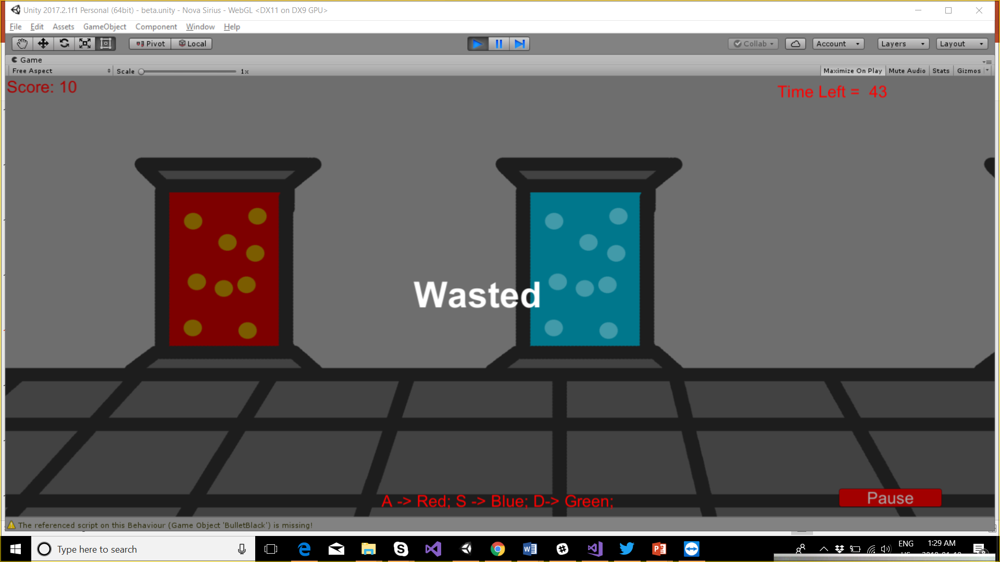 Unity 2017.2.1f1 Personal (64bit) - beta.unity - Nova Sirius - WebGL <DX11 on DX9 GPU>
File Edit Assets GameObject Component Window Help
Pivot Local Collab Account Layers Layout
Game
Free Aspect Scale 1x Maximize On Play Mute Audio Stats Gizmos
Score: 10
Time Left = 43
Wasted
A -> Red; S -> Blue; D-> Green;
Pause
The referenced script on this Behaviour (Game Object 'BulletBlack') is missing!
Type here to search
ENG
1:29 AM